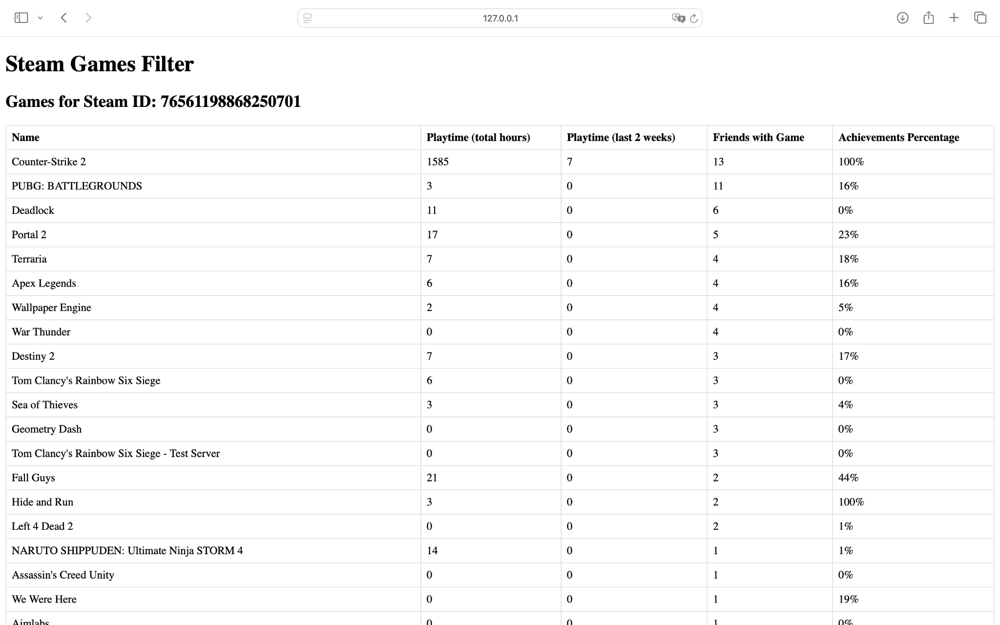 127.0.0.1
Steam Games Filter
Games for Steam ID: 76561198868250701
Name Playtime (total hours) Playtime (last 2 weeks) Friends with Game Achievements Percentage
Counter-Strike 2 1585 7 13 100%
PUBG: BATTLEGROUNDS 3 0 11 16%
Deadlock 11 0 6 0%
Portal 2 17 0 5 23%
Terraria 7 0 4 18%
Apex Legends 6 0 4 16%
Wallpaper Engine 2 0 4 5%
War Thunder 0 0 4 0%
Destiny 2 7 0 3 17%
Tom Clancy's Rainbow Six Siege 6 0 3 0%
Sea of Thieves 3 0 3 4%
Geometry Dash 0 0 3 0%
Tom Clancy's Rainbow Six Siege - Test Server 0 0 3 0%
Fall Guys 21 0 2 44%
Hide and Run 3 0 2 100%
Left 4 Dead 2 0 0 2 1%
NARUTO SHIPPUDEN: Ultimate Ninja STORM 4 14 0 1 1%
Assassin's Creed Unity 0 0 1 0%
We Were Here 0 0 1 19%
Aimlabs 0 0 1 0%